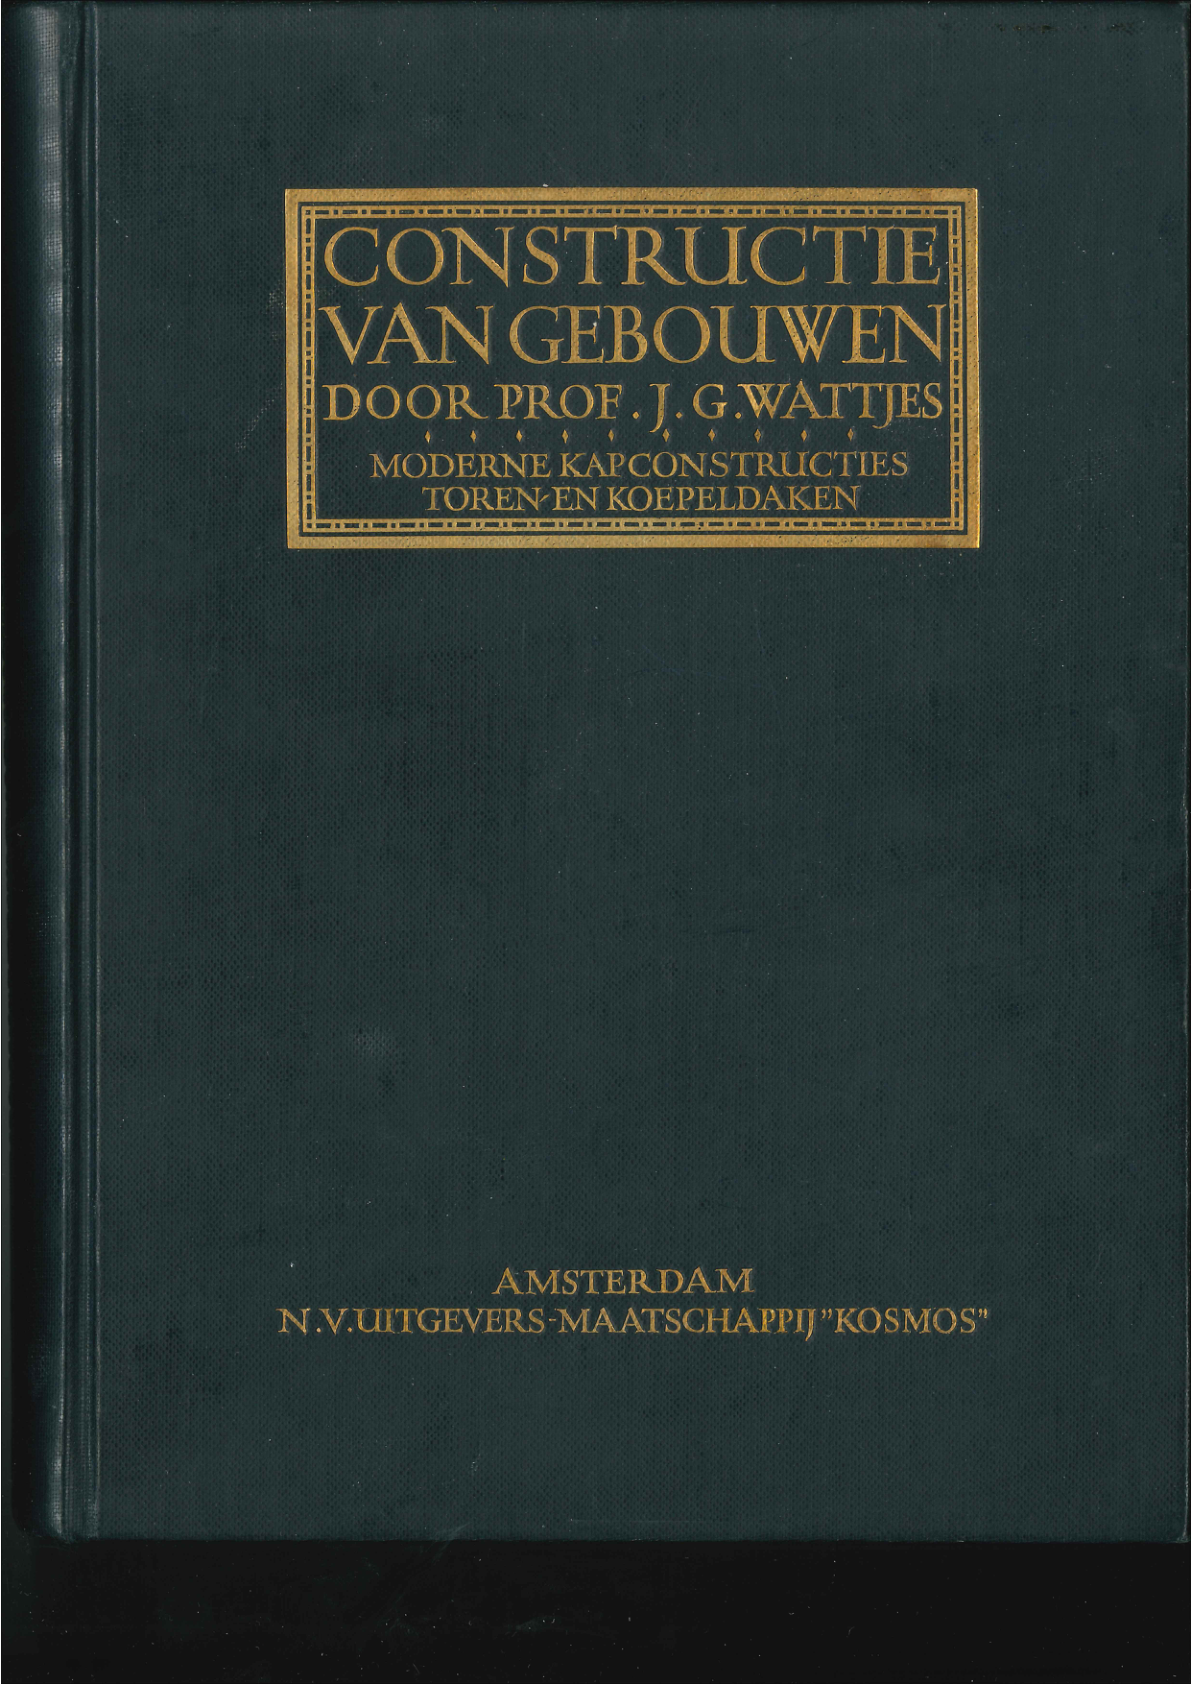 CONSTRUCTIE
VAN GEBOUWEN
DOOR PROF. J. G. WATTJES
MODERNE KAPCONSTRUCTIES
TOREN- EN KOEPELDAKEN
AMSTERDAM
N.V. UITGEVERS-MAATSCHAPPIJ "KOSMOS"